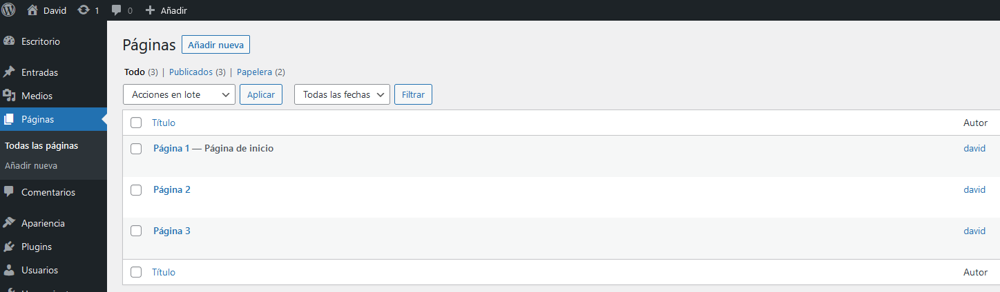 David 1 0 Añadir
Escritorio
Entradas
Medios
Páginas
Todas las páginas
Añadir nueva
Comentarios
Apariencia
Plugins
Usuarios
Páginas Añadir nueva
Todo (3) | Publicados (3) | Papelera (2)
Acciones en lote Aplicar Todas las fechas Filtrar
Título Autor
Página 1 — Página de inicio david
Página 2 david
Página 3 david
Título Autor